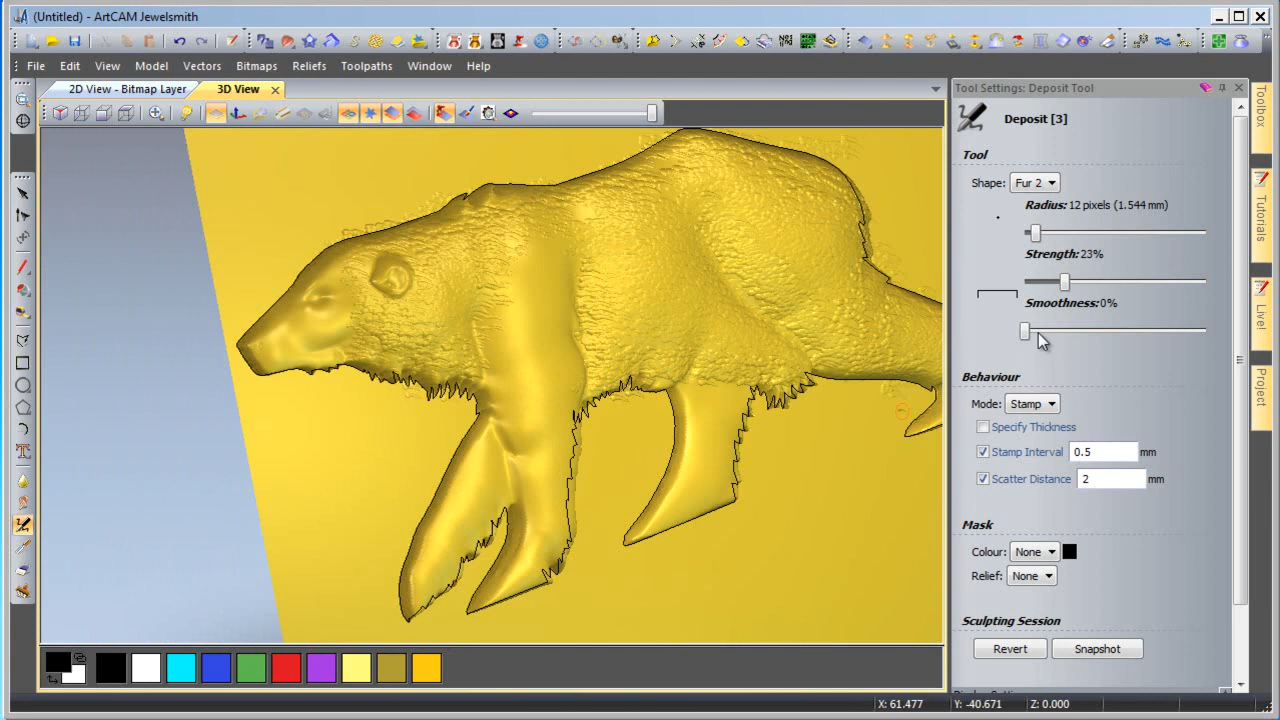 (Untitled) - ArtCAM Jewelsmith
File Edit View Model Vectors Bitmaps Reliefs Toolpaths Window Help
2D View - Bitmap Layer 3D View
Tool Settings: Deposit Tool
Deposit [3]
Tool
Shape: Fur 2
Radius: 12 pixels (1.544 mm)
Strength: 23%
Smoothness: 0%
Behaviour
Mode: Stamp
Specify Thickness
Stamp Interval 0.5 mm
Scatter Distance 2 mm
Mask
Colour: None
Relief: None
Sculpting Session
Revert Snapshot
Toolbox
Tutorials
Live!
Project
X: 61.477 Y: -40.671 Z: 0.000